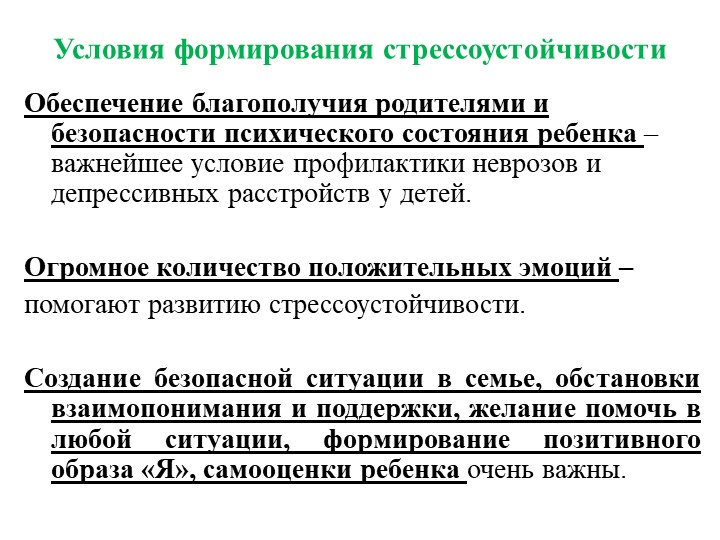 Условия формирования стрессоустойчивости
Обеспечение благополучия родителями и
безопасности психического состояния ребенка –
важнейшее условие профилактики неврозов и
депрессивных расстройств у детей.
Огромное количество положительных эмоций –
помогают развитию стрессоустойчивости.
Создание безопасной ситуации в семье, обстановки
взаимопонимания и поддержки, желание помочь в
любой ситуации, формирование позитивного
образа «Я», самооценки ребенка очень важны.